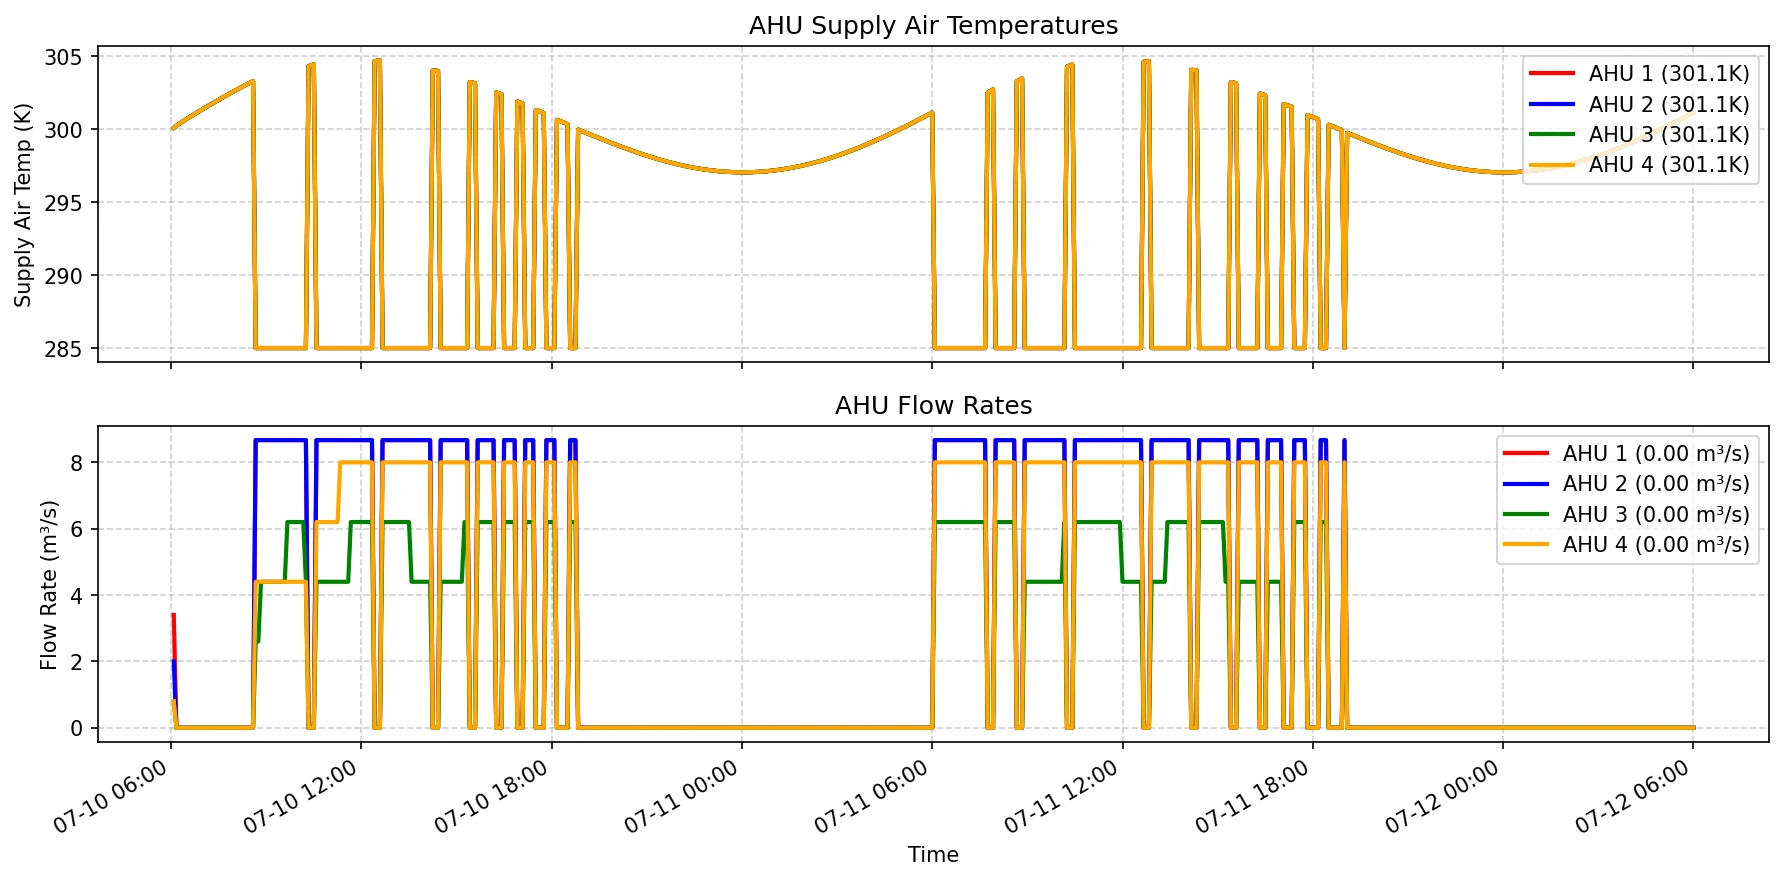 AHU Supply Air Temperatures
Supply Air Temp (K)
305
300
295
290
285
AHU 1 (301.1K)
AHU 2 (301.1K)
AHU 3 (301.1K)
AHU 4 (301.1K)
AHU Flow Rates
Flow Rate (m³/s)
8
6
4
2
0
AHU 1 (0.00 m³/s)
AHU 2 (0.00 m³/s)
AHU 3 (0.00 m³/s)
AHU 4 (0.00 m³/s)
07-10 06:00
07-10 12:00
07-10 18:00
07-11 00:00
07-11 06:00
07-11 12:00
07-11 18:00
07-12 00:00
07-12 06:00
Time